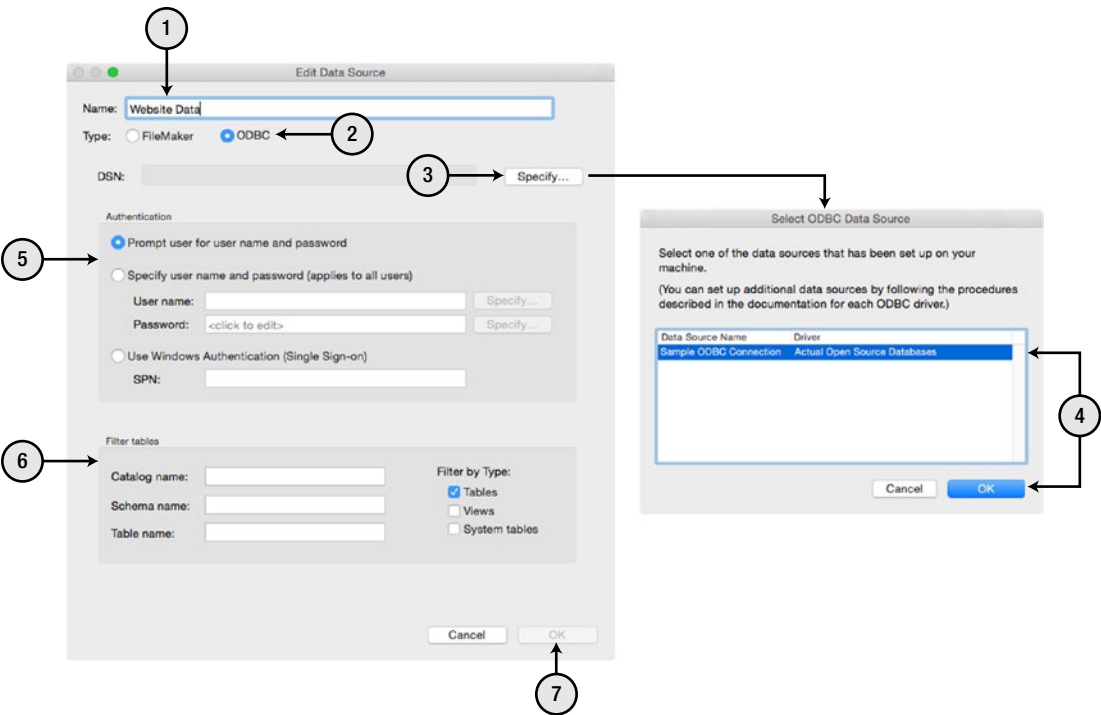 1
Edit Data Source
Name: Website Data
Type: FileMaker ODBC
2
DSN:
3
Specify...
Authentication
5
Prompt user for user name and password
Specify user name and password (applies to all users)
User name: Specify...
Password: <click to edit> Specify...
Use Windows Authentication (Single Sign-on)
SPN:
Filter tables
6
Catalog name:
Schema name:
Table name:
Filter by Type:
Tables
Views
System tables
Cancel OK
7
Select ODBC Data Source
Select one of the data sources that has been set up on your
machine.
(You can set up additional data sources by following the procedures
described in the documentation for each ODBC driver.)
Data Source Name Driver
Sample ODBC Connection Actual Open Source Databases
4
Cancel OK